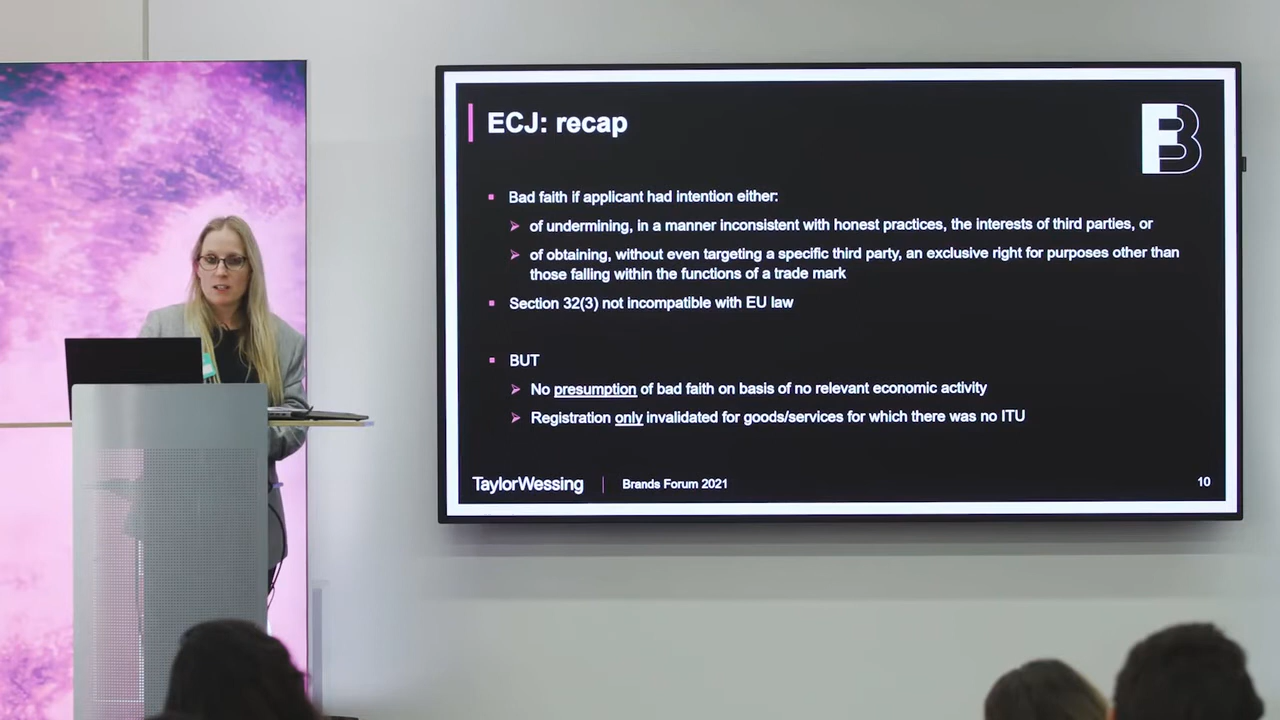 ECJ: recap
FB
Bad faith if applicant had intention either:
of undermining, in a manner inconsistent with honest practices, the interests of third parties, or
of obtaining, without even targeting a specific third party, an exclusive right for purposes other than
those falling within the functions of a trade mark
Section 32(3) not incompatible with EU law
BUT
No presumption of bad faith on basis of no relevant economic activity
Registration only invalidated for goods/services for which there was no ITU
TaylorWessing | Brands Forum 2021
10